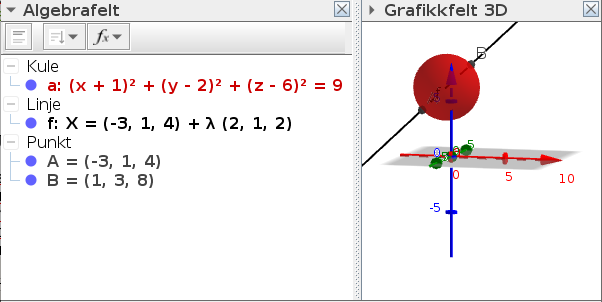 Algebrafelt
Kule
a: (x + 1)² + (y - 2)² + (z - 6)² = 9
Linje
f: X = (-3, 1, 4) + λ (2, 1, 2)
Punkt
A = (-3, 1, 4)
B = (1, 3, 8)
Grafikkfelt 3D
B
0
5
0
5
10
-5